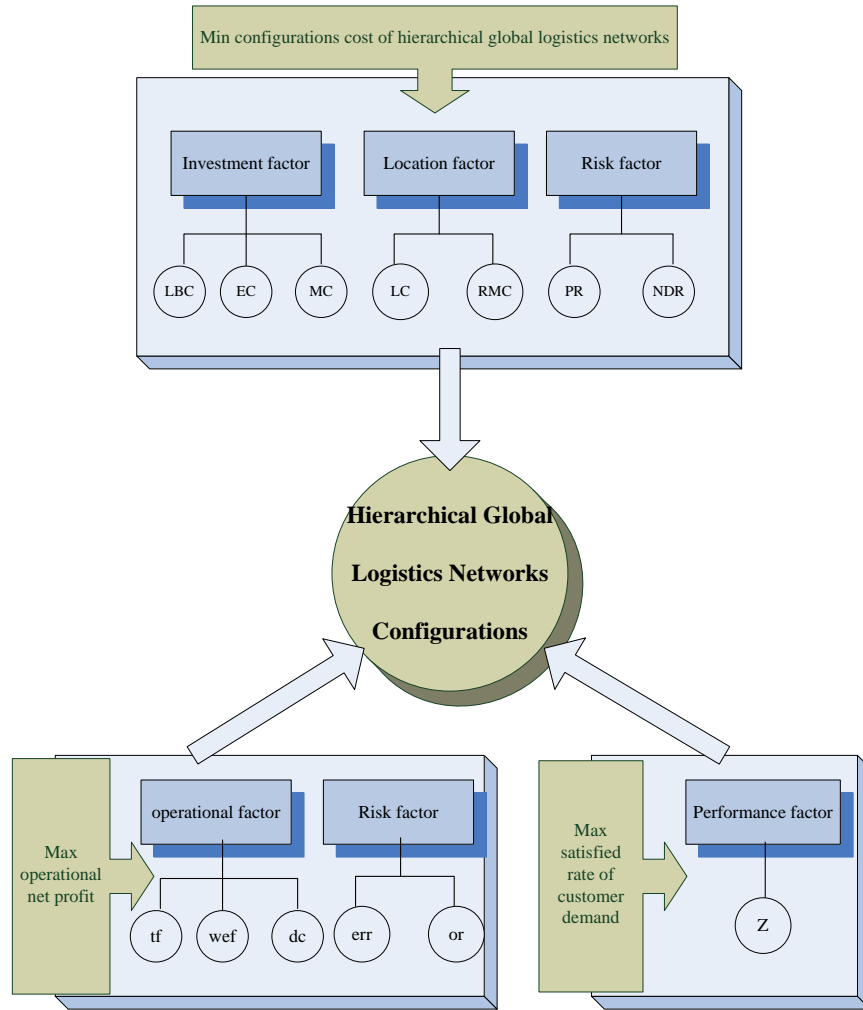 Min configurations cost of hierarchical global logistics networks
Investment factor
Location factor
Risk factor
LBC
EC
MC
LC
RMC
PR
NDR
Hierarchical Global
Logistics Networks
Configurations
Max
operational
net profit
operational factor
Risk factor
tf
wef
dc
err
or
Max
satisfied
rate of
customer
demand
Performance factor
Z